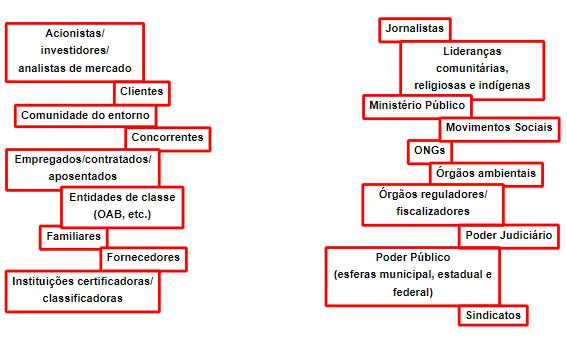 Acionistas/
investidores/
analistas de mercado
Clientes
Comunidade do entorno
Concorrentes
Empregados/contratados/
aposentados
Entidades de classe
(OAB, etc.)
Familiares
Fornecedores
Instituições certificadoras/
classificadoras
Jornalistas
Lideranças
comunitárias,
religiosas e indígenas
Ministério Público
Movimentos Sociais
ONGs
Órgãos ambientais
Órgãos reguladores/
fiscalizadores
Poder Judiciário
Poder Público
(esferas municipal, estadual e
federal)
Sindicatos